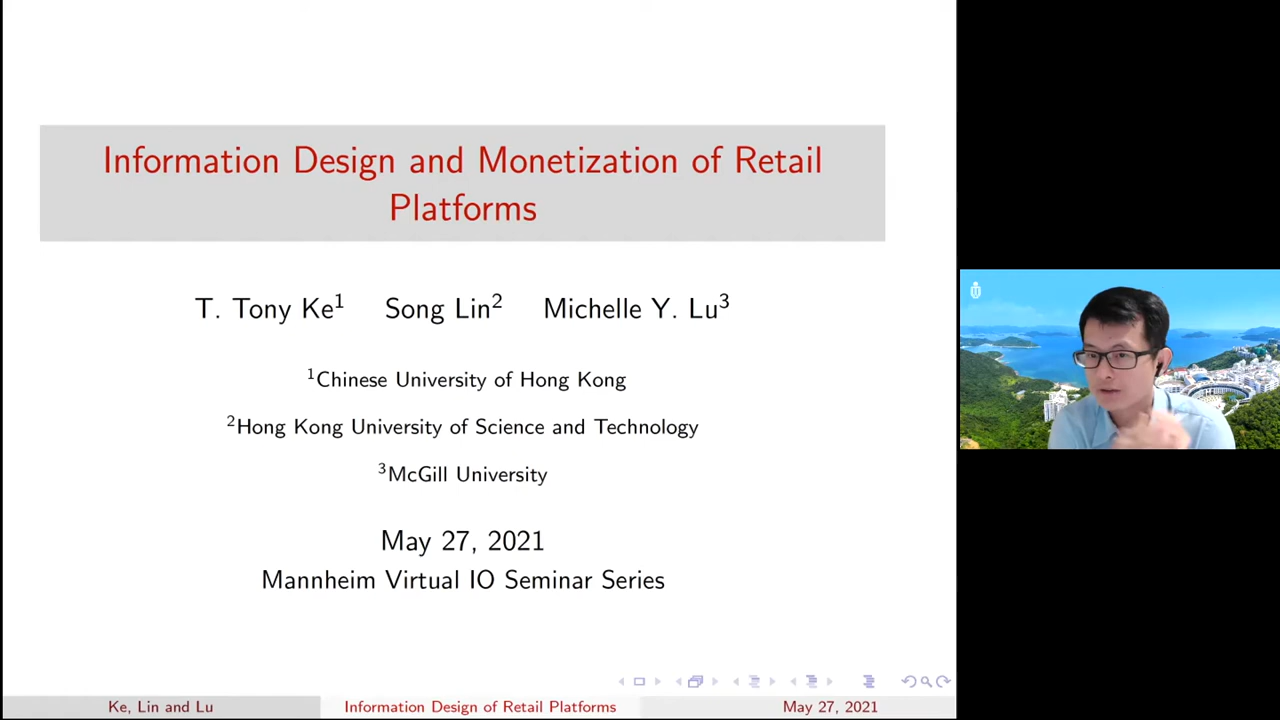 Information Design and Monetization of Retail
Platforms
T. Tony Ke1 Song Lin2 Michelle Y. Lu3
1Chinese University of Hong Kong
2Hong Kong University of Science and Technology
3McGill University
May 27, 2021
Mannheim Virtual IO Seminar Series
Ke, Lin and Lu Information Design of Retail Platforms May 27, 2021